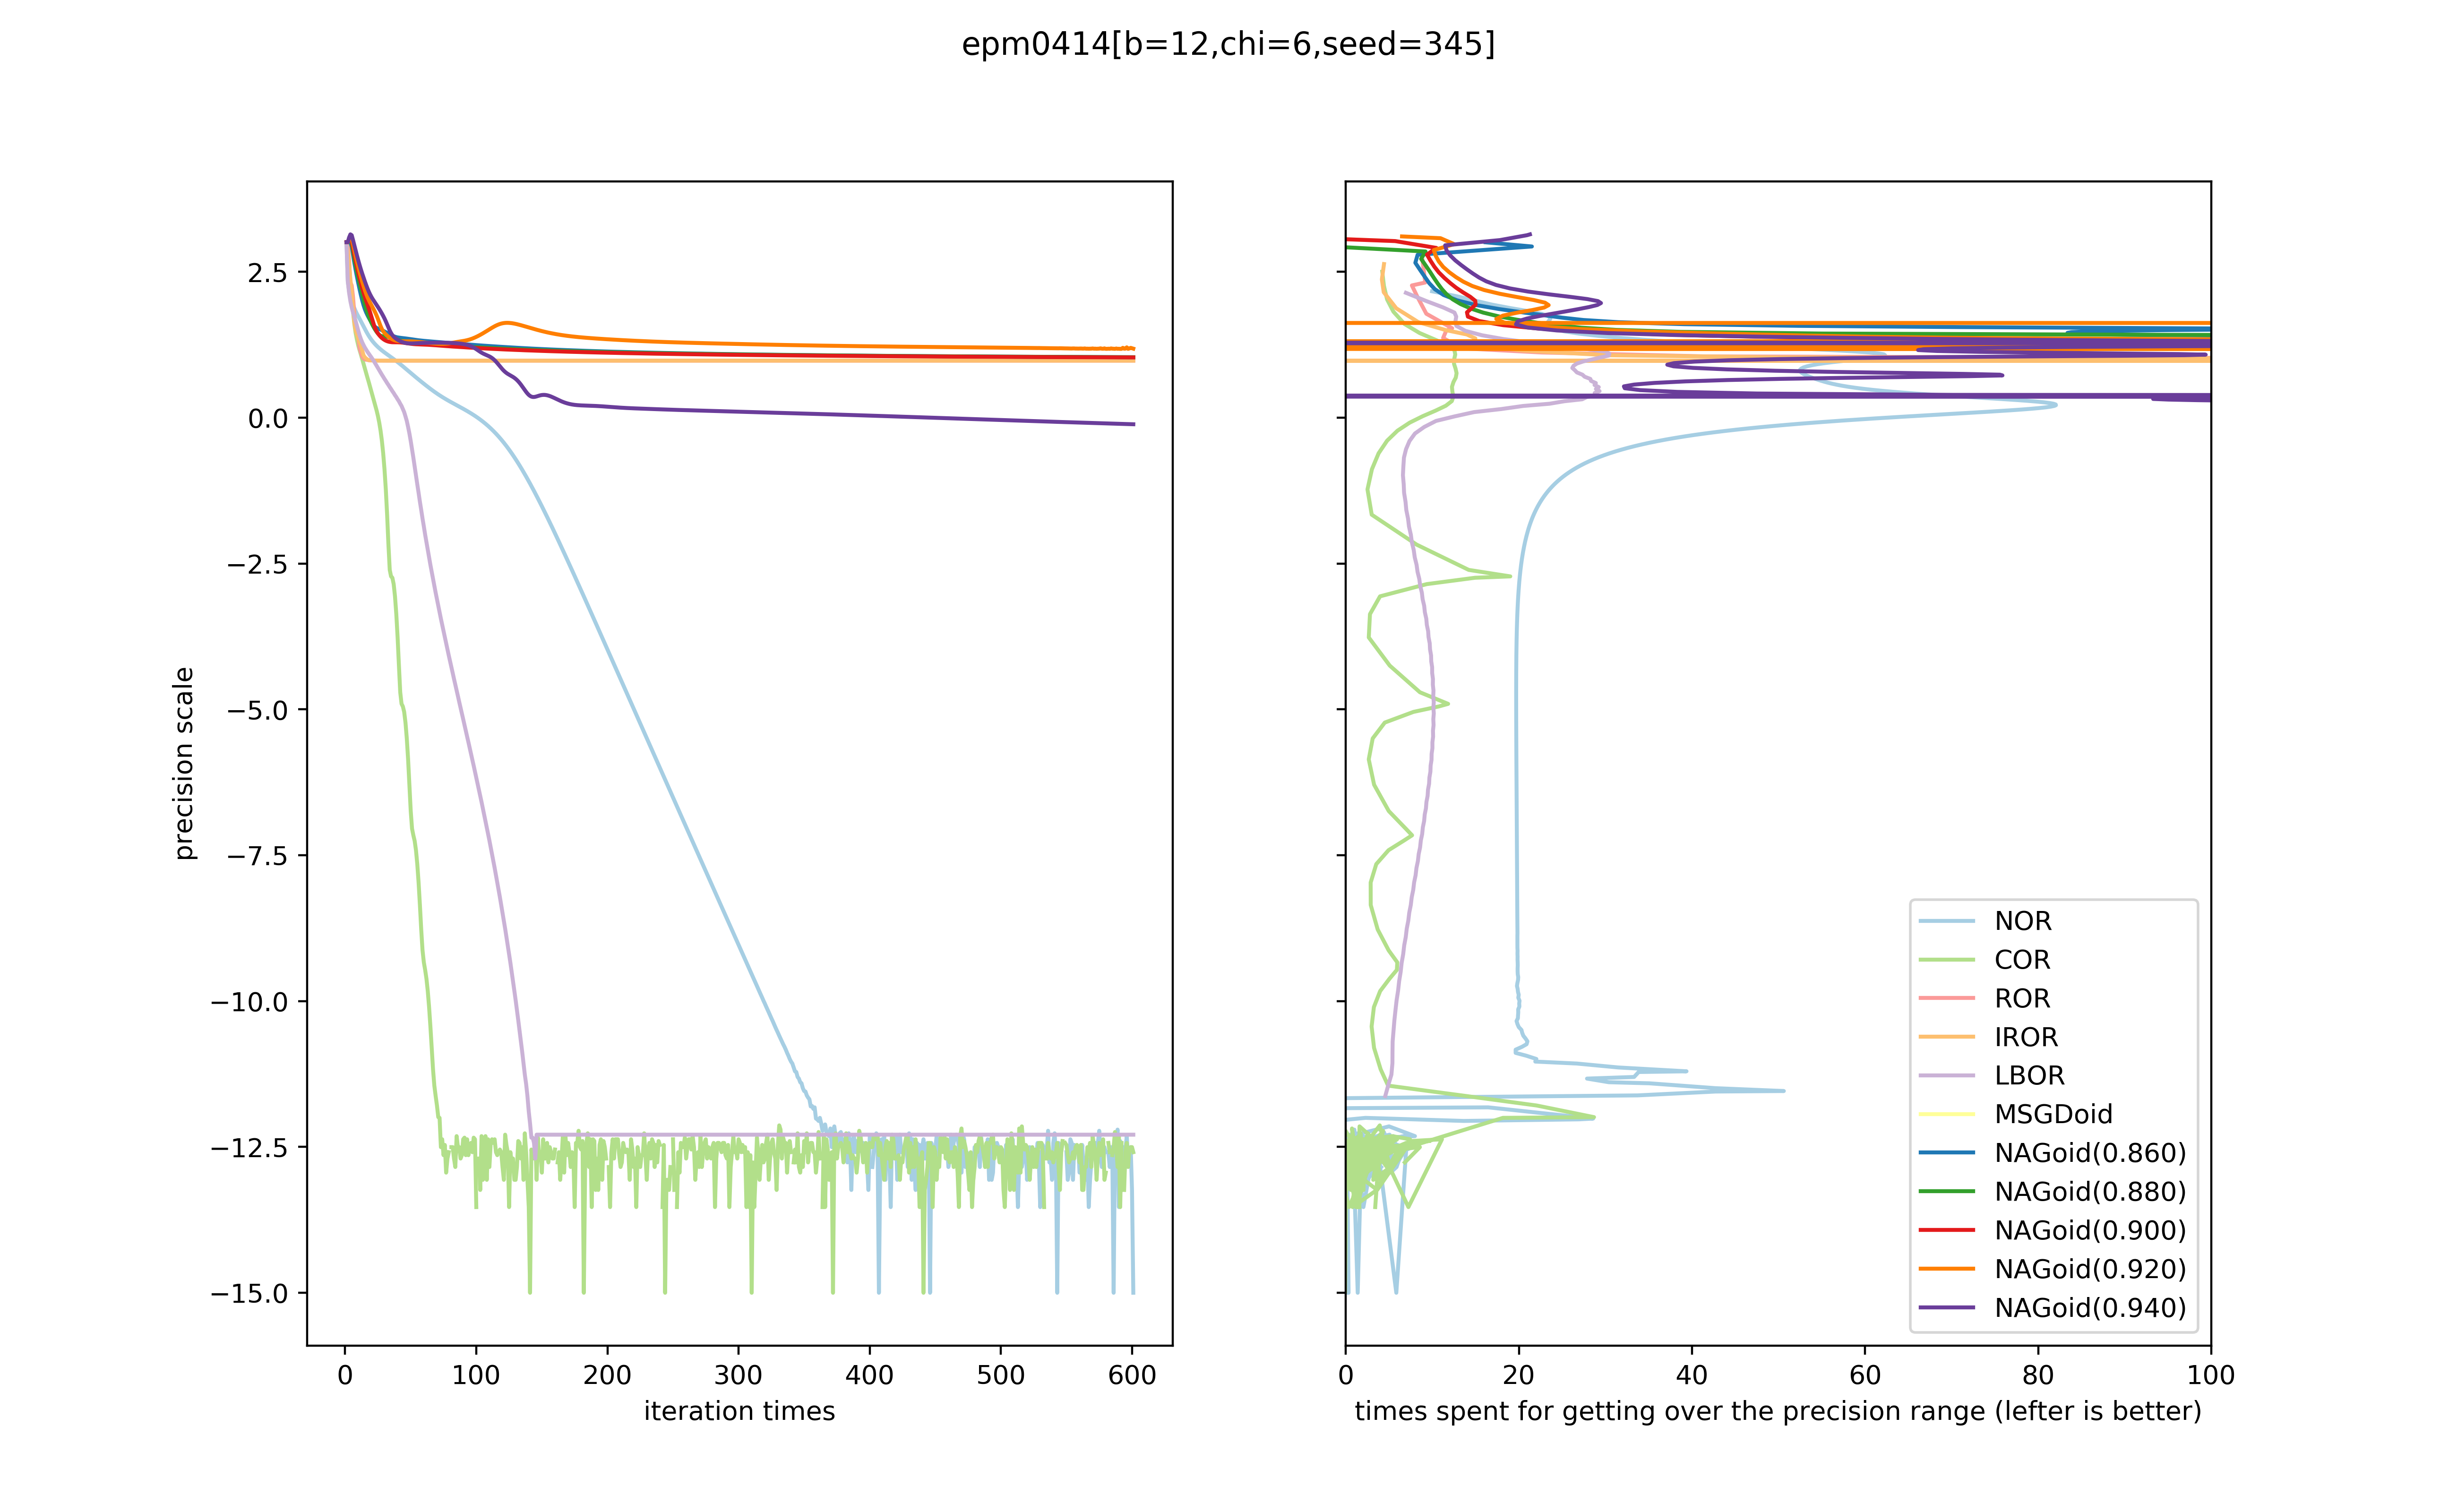 epm0414[b=12,chi=6,seed=345]
precision scale
2.5
0.0
−2.5
−5.0
−7.5
−10.0
−12.5
−15.0
0 100 200 300 400 500 600
iteration times
0 20 40 60 80 100
times spent for getting over the precision range (lefter is better)
NOR
COR
ROR
IROR
LBOR
MSGDoid
NAGoid(0.860)
NAGoid(0.880)
NAGoid(0.900)
NAGoid(0.920)
NAGoid(0.940)